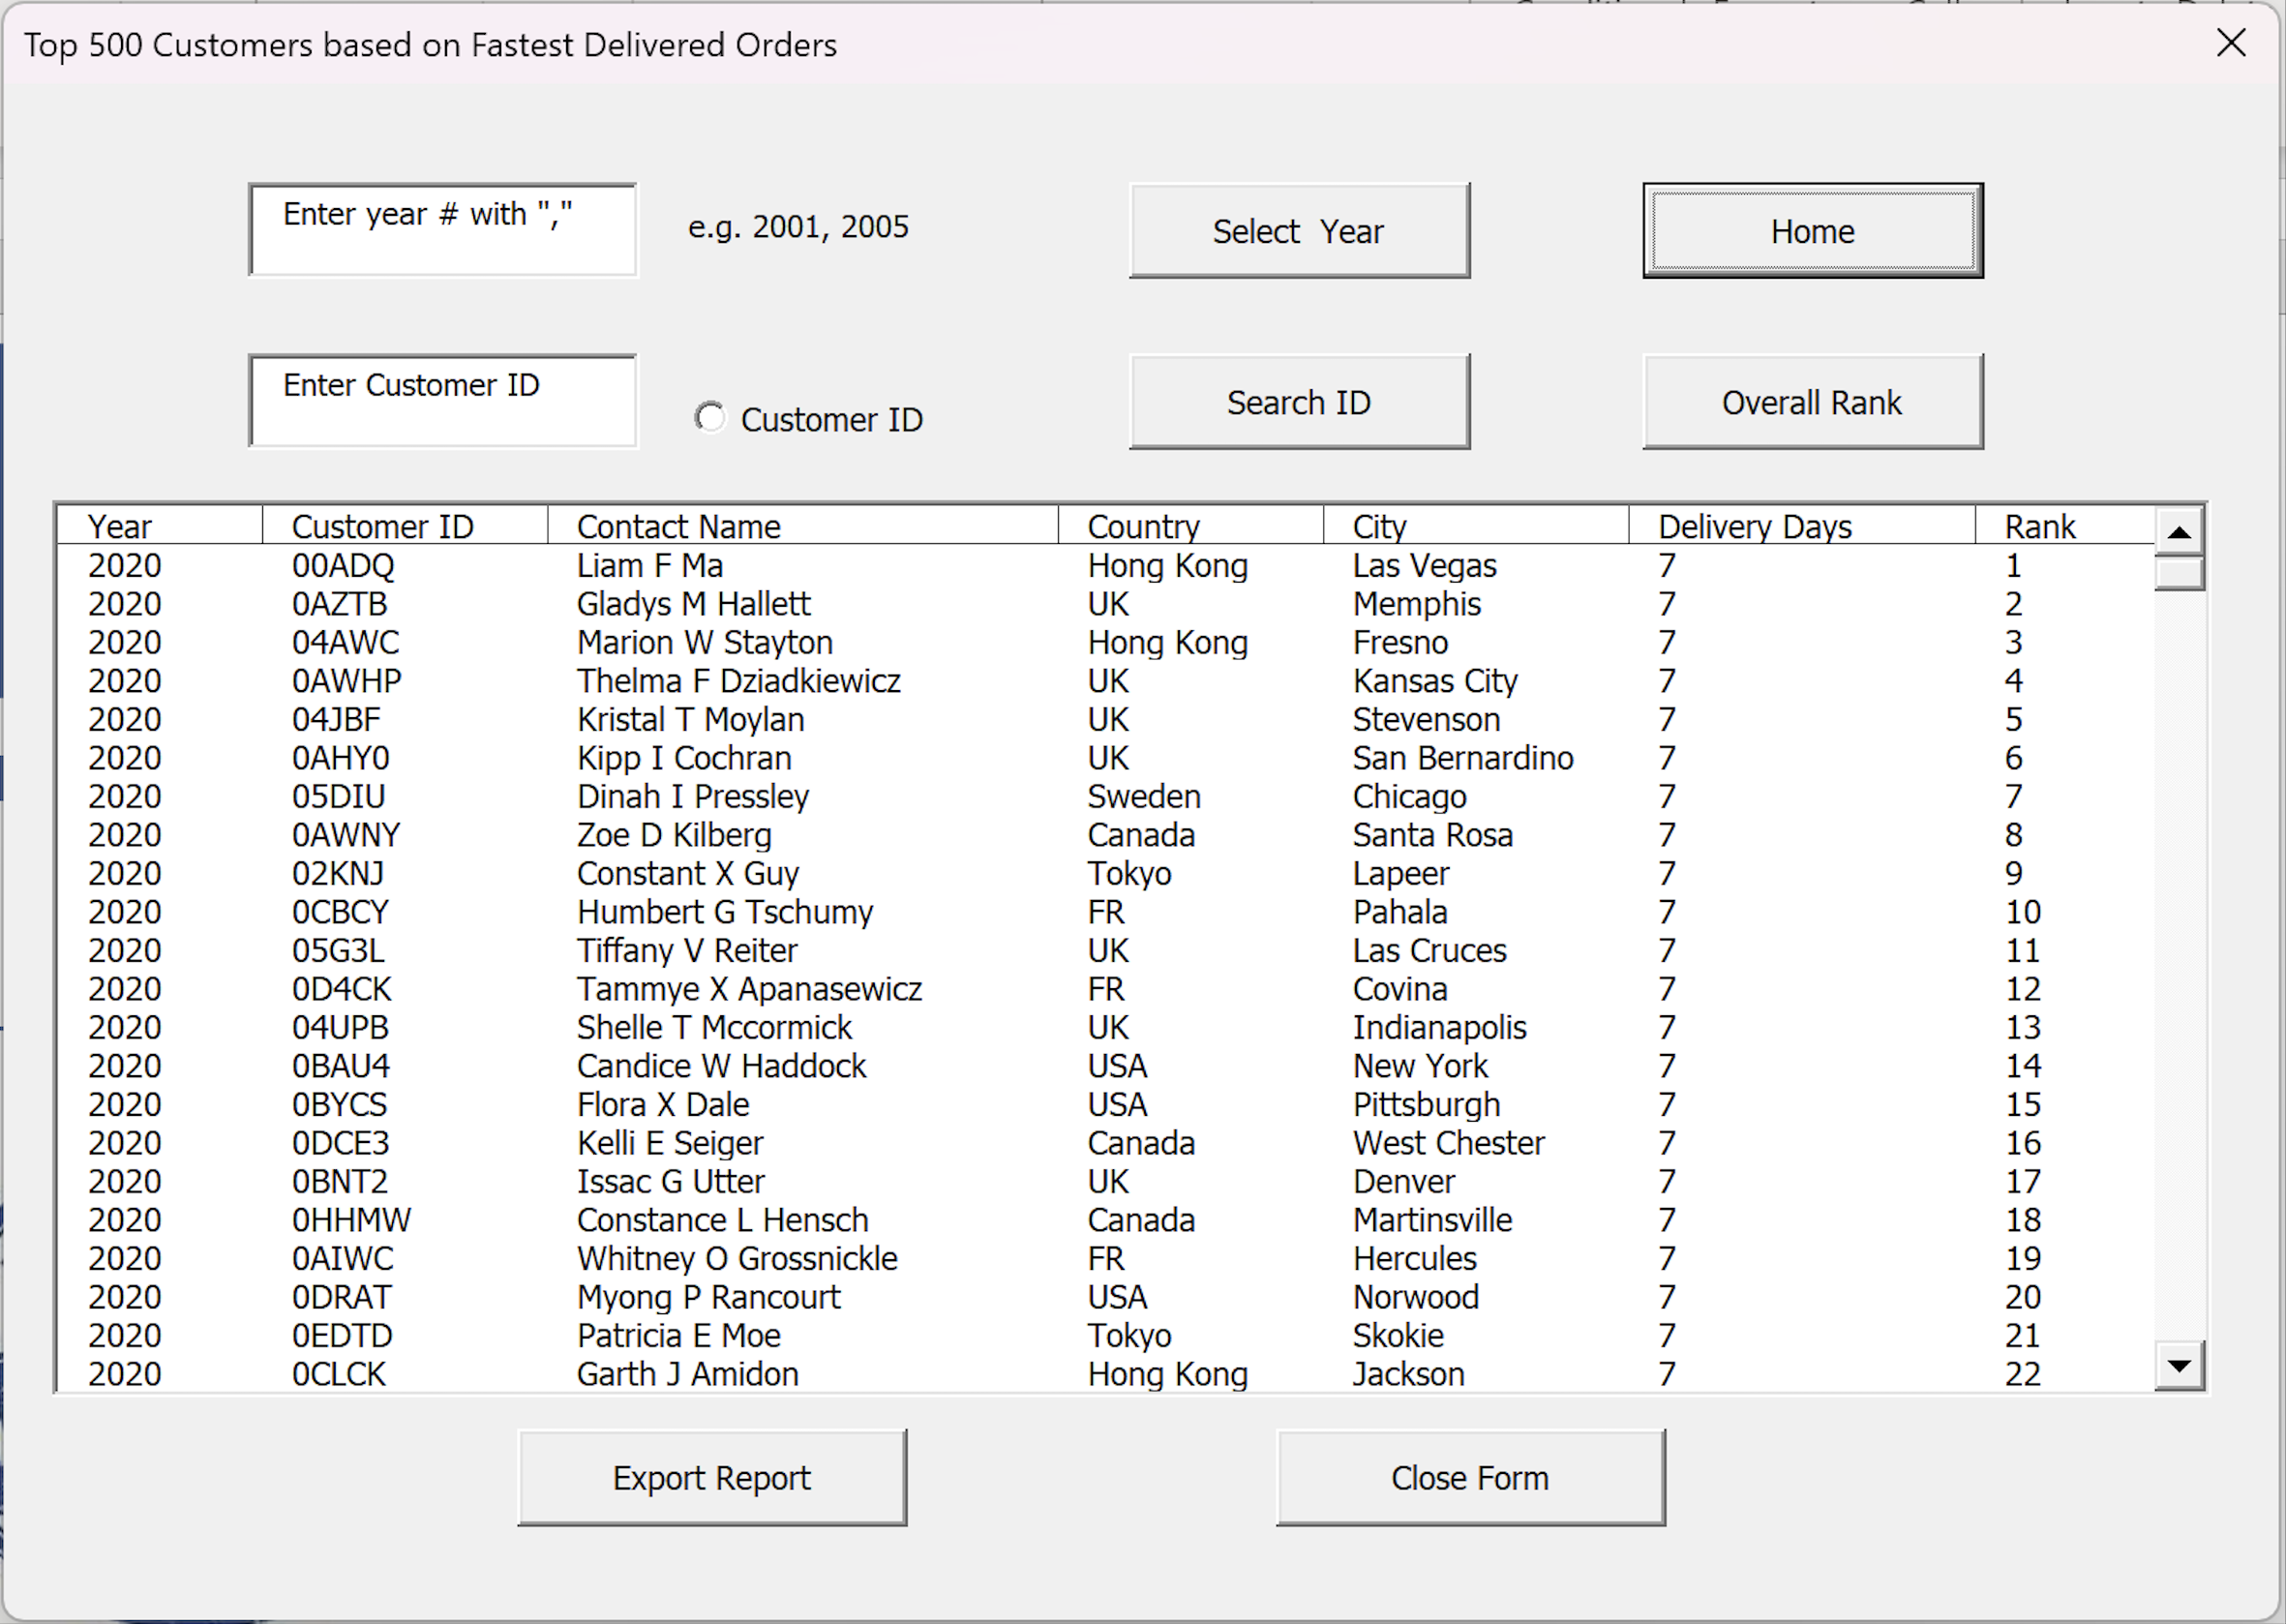 Top 500 Customers based on Fastest Delivered Orders
Enter year # with "," e.g. 2001, 2005 Select Year Home
Enter Customer ID Customer ID Search ID Overall Rank
Year Customer ID Contact Name Country City Delivery Days Rank
2020 00ADQ Liam F Ma Hong Kong Las Vegas 7 1
2020 0AZTB Gladys M Hallett UK Memphis 7 2
2020 04AWC Marion W Stayton Hong Kong Fresno 7 3
2020 0AWHP Thelma F Dziadkiewicz UK Kansas City 7 4
2020 04JBF Kristal T Moylan UK Stevenson 7 5
2020 0AHY0 Kipp I Cochran UK San Bernardino 7 6
2020 05DIU Dinah I Pressley Sweden Chicago 7 7
2020 0AWNY Zoe D Kilberg Canada Santa Rosa 7 8
2020 02KNJ Constant X Guy Tokyo Lapeer 7 9
2020 0CBCY Humbert G Tschumy FR Pahala 7 10
2020 05G3L Tiffany V Reiter UK Las Cruces 7 11
2020 0D4CK Tammye X Apanasewicz FR Covina 7 12
2020 04UPB Shelle T Mccormick UK Indianapolis 7 13
2020 0BAU4 Candice W Haddock USA New York 7 14
2020 0BYCS Flora X Dale USA Pittsburgh 7 15
2020 0DCE3 Kelli E Seiger Canada West Chester 7 16
2020 0BNT2 Issac G Utter UK Denver 7 17
2020 0HHMW Constance L Hensch Canada Martinsville 7 18
2020 0AIWC Whitney O Grossnickle FR Hercules 7 19
2020 0DRAT Myong P Rancourt USA Norwood 7 20
2020 0EDTD Patricia E Moe Tokyo Skokie 7 21
2020 0CLCK Garth J Amidon Hong Kong Jackson 7 22
Export Report Close Form